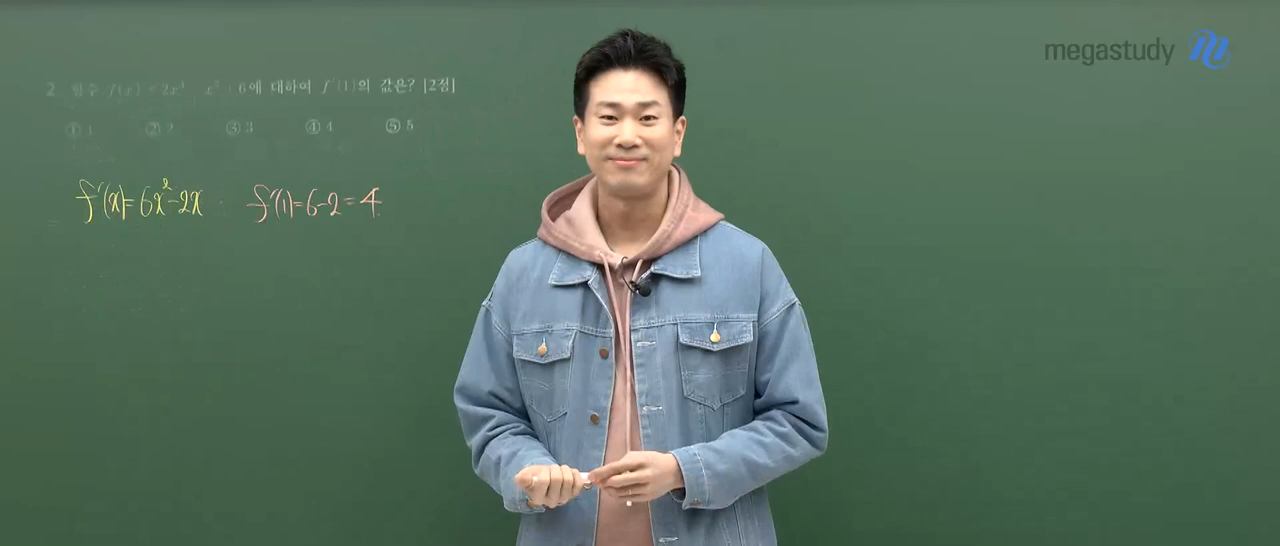 megastudy
2. 함수 f(x) = 2x³ - x² + 6에 대하여 f'(1)의 값은? [2점]
① 1 ② 2 ③ 3 ④ 4 ⑤ 5
f'(x)=6x²-2x f'(1)=6-2=4